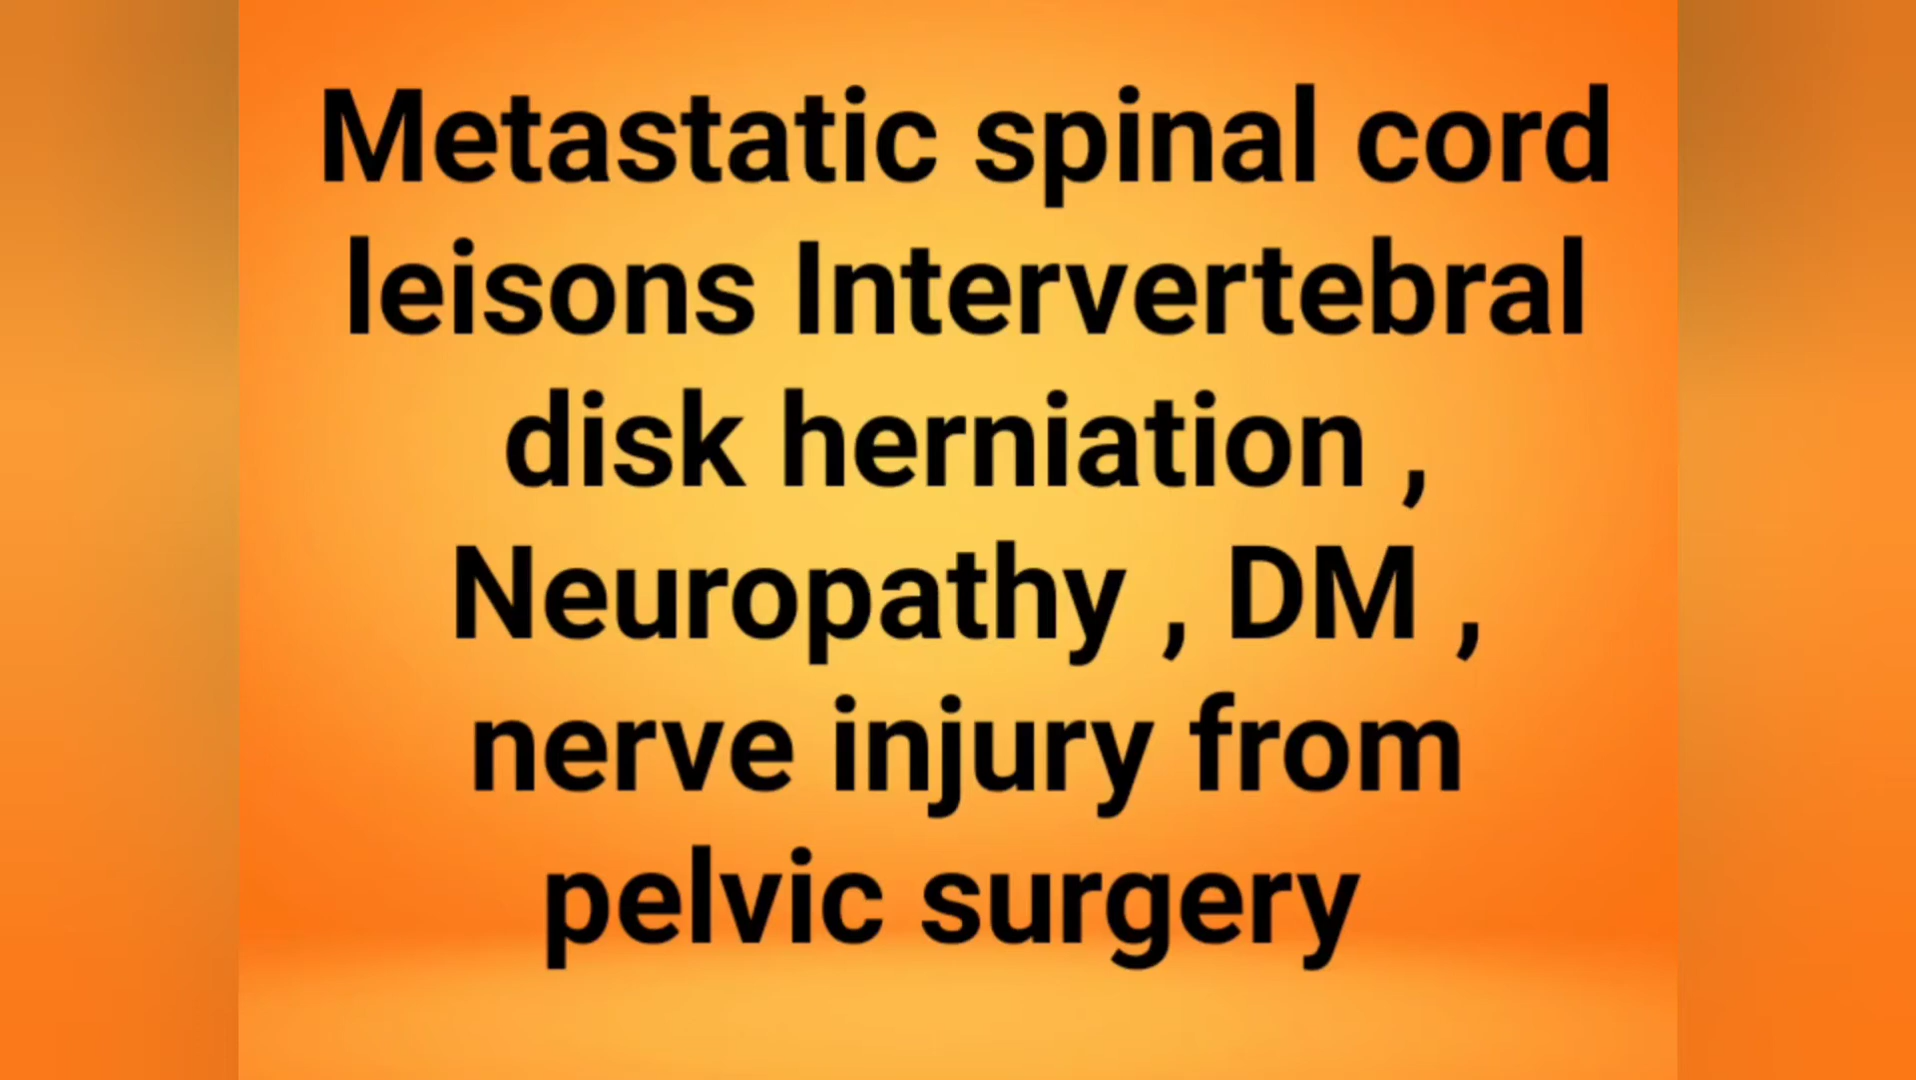 Metastatic spinal cord
leisons Intervertebral
disk herniation ,
Neuropathy , DM ,
nerve injury from
pelvic surgery